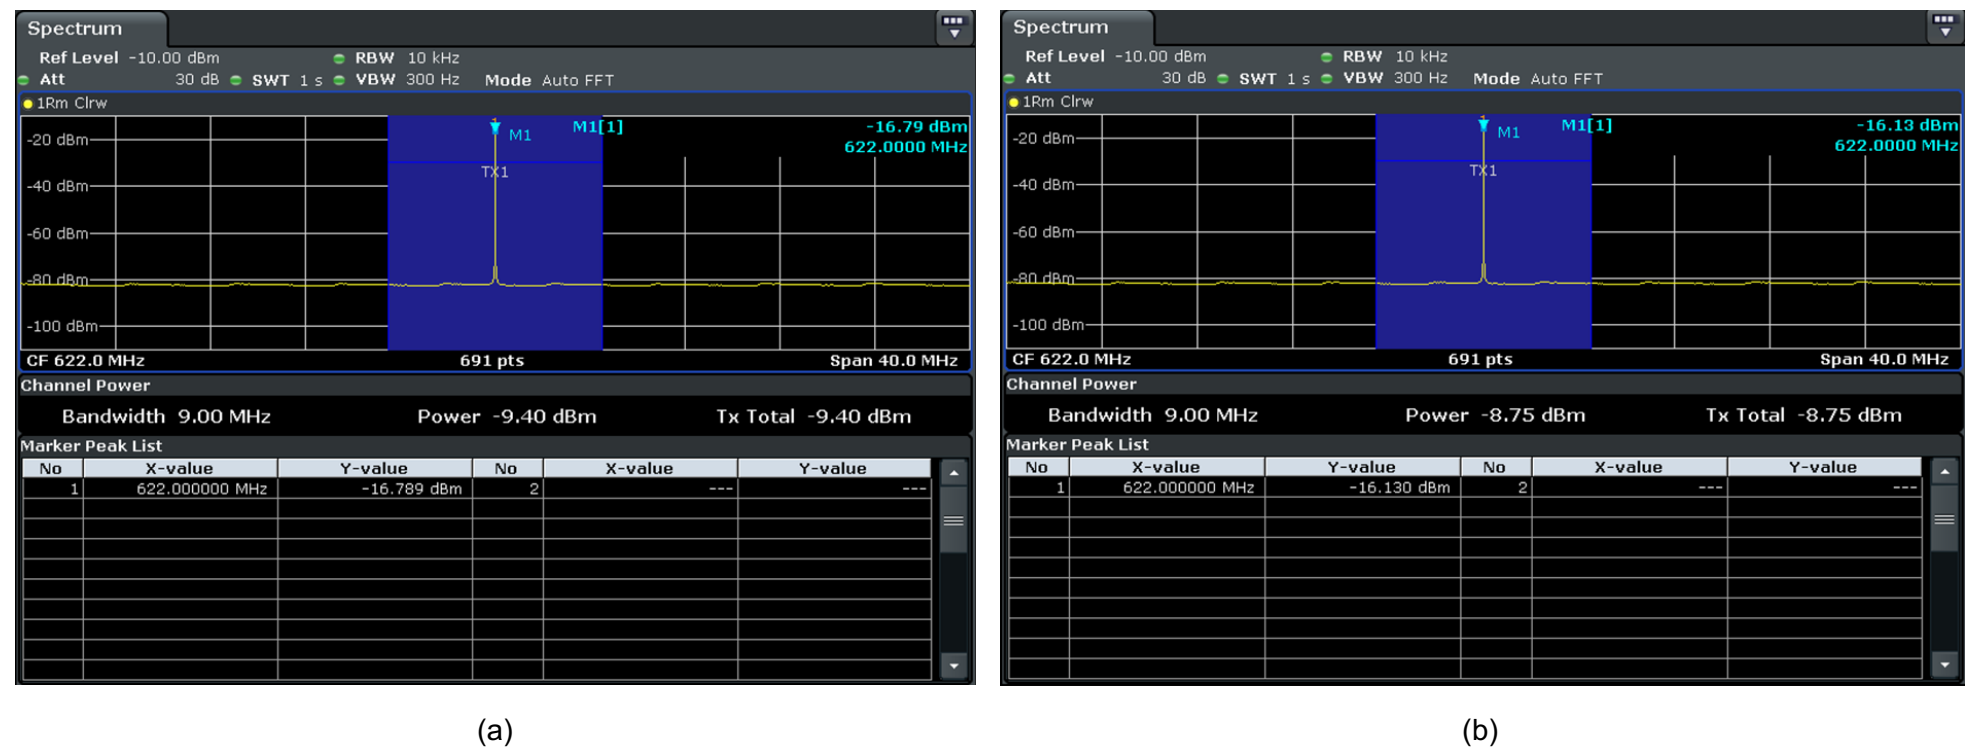 Spectrum
Ref Level -10.00 dBm RBW 10 kHz
Att 30 dB SWT 1 s VBW 300 Hz Mode Auto FFT
1Rm Clrw
M1[1] -16.79 dBm
622.0000 MHz
M1
TX1
-20 dBm
-40 dBm
-60 dBm
-80 dBm
-100 dBm
CF 622.0 MHz 691 pts Span 40.0 MHz
Channel Power
Bandwidth 9.00 MHz Power -9.40 dBm Tx Total -9.40 dBm
Marker Peak List
No X-value Y-value No X-value Y-value
1 622.000000 MHz -16.789 dBm 2 --- ---
(a)
Spectrum
Ref Level -10.00 dBm RBW 10 kHz
Att 30 dB SWT 1 s VBW 300 Hz Mode Auto FFT
1Rm Clrw
M1[1] -16.13 dBm
622.0000 MHz
M1
TX1
-20 dBm
-40 dBm
-60 dBm
-80 dBm
-100 dBm
CF 622.0 MHz 691 pts Span 40.0 MHz
Channel Power
Bandwidth 9.00 MHz Power -8.75 dBm Tx Total -8.75 dBm
Marker Peak List
No X-value Y-value No X-value Y-value
1 622.000000 MHz -16.130 dBm 2 --- ---
(b)